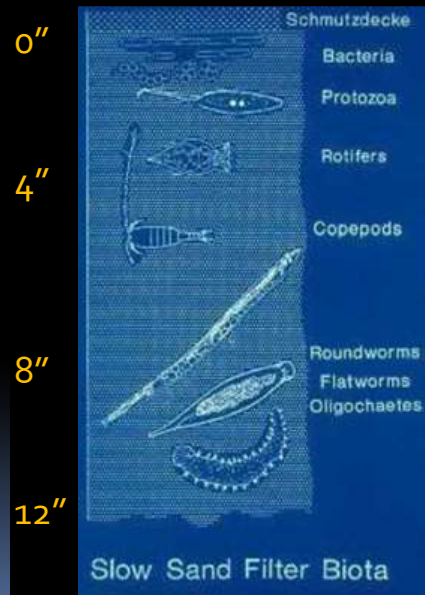 Schmutzdecke
0"
Bacteria
Protozoa
Rotifers
4"
Copepods
8"
Roundworms
Flatworms
Oligochaetes
12"
Slow Sand Filter Biota